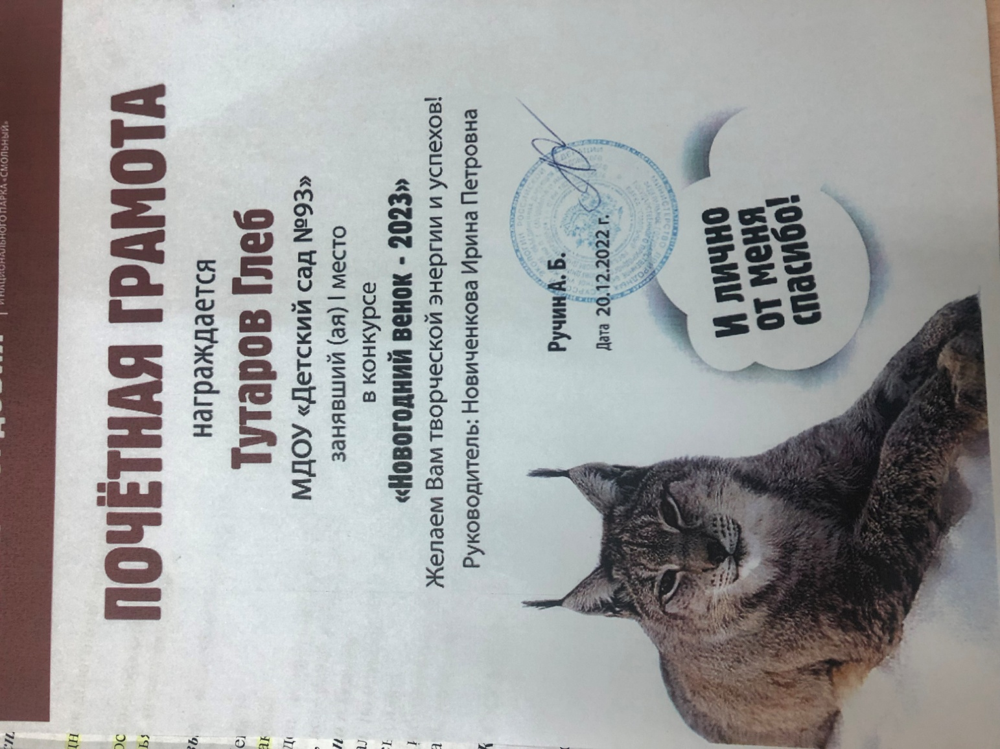 И НАЦИОНАЛЬНОГО ПАРКА «СМОЛЬНЫЙ»
ПОЧЁТНАЯ ГРАМОТА
награждается
Тутаров Глеб
МДОУ «Детский сад №93»
занявший (ая) I место
в конкурсе
«Новогодний венок - 2023»
Желаем Вам творческой энергии и успехов!
Руководитель: Новиченкова Ирина Петровна
Ручин А. Б.
Дата 20.12.2022 г.
И лично
от меня
спасибо!